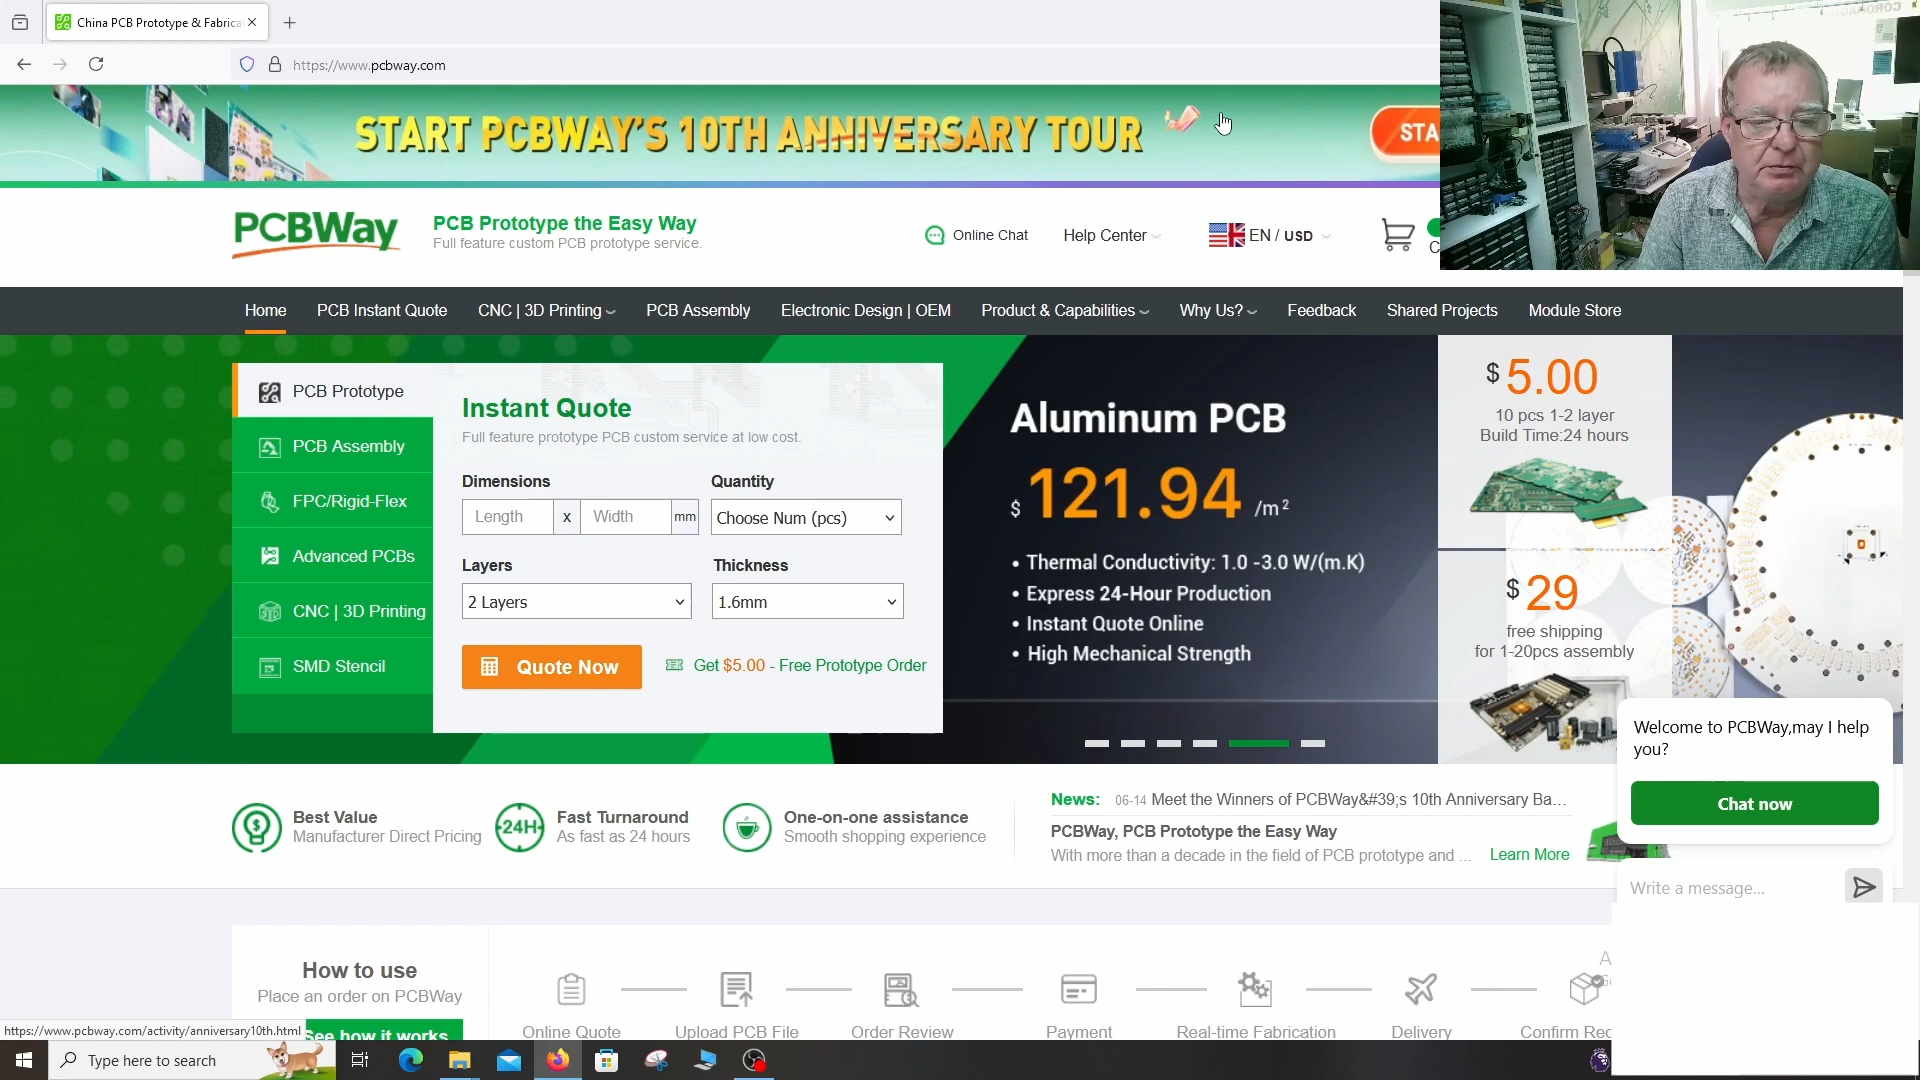 China PCB Prototype & Fabrica
https://www.pcbway.com
START PCBWAY'S 10TH ANNIVERSARY TOUR
STA
PCBWay
PCB Prototype the Easy Way
Full feature custom PCB prototype service.
Online Chat
Help Center
EN / USD
C
Home
PCB Instant Quote
CNC | 3D Printing
PCB Assembly
Electronic Design | OEM
Product & Capabilities
Why Us?
Feedback
Shared Projects
Module Store
PCB Prototype
PCB Assembly
FPC/Rigid-Flex
Advanced PCBs
CNC | 3D Printing
SMD Stencil
Instant Quote
Full feature prototype PCB custom service at low cost.
Dimensions
Quantity
Length
x
Width
mm
Choose Num (pcs)
Layers
Thickness
2 Layers
1.6mm
Quote Now
Get $5.00 - Free Prototype Order
Aluminum PCB
$ 121.94 /m²
• Thermal Conductivity: 1.0 -3.0 W/(m.K)
• Express 24-Hour Production
• Instant Quote Online
• High Mechanical Strength
$ 5.00
10 pcs 1-2 layer
Build Time:24 hours
$ 29
free shipping
for 1-20pcs assembly
Welcome to PCBWay,may I help
you?
Chat now
Write a message...
Best Value
Manufacturer Direct Pricing
24H
Fast Turnaround
As fast as 24 hours
One-on-one assistance
Smooth shopping experience
News: 06-14 Meet the Winners of PCBWay&#39;s 10th Anniversary Ba...
PCBWay, PCB Prototype the Easy Way
With more than a decade in the field of PCB prototype and ... Learn More
How to use
Place an order on PCBWay
See how it works
Online Quote
Upload PCB File
Order Review
Payment
Real-time Fabrication
Delivery
Confirm Rec
https://www.pcbway.com/activity/anniversary10th.html
Type here to search